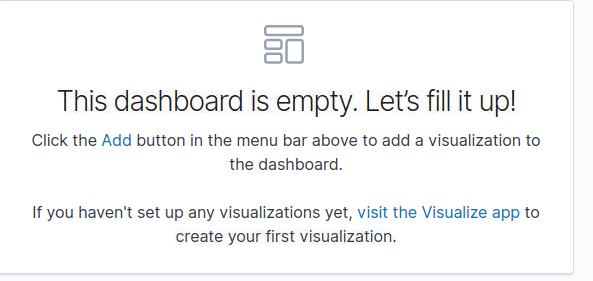 This dashboard is empty. Let’s fill it up!
Click the Add button in the menu bar above to add a visualization to
the dashboard.
If you haven't set up any visualizations yet, visit the Visualize app to
create your first visualization.